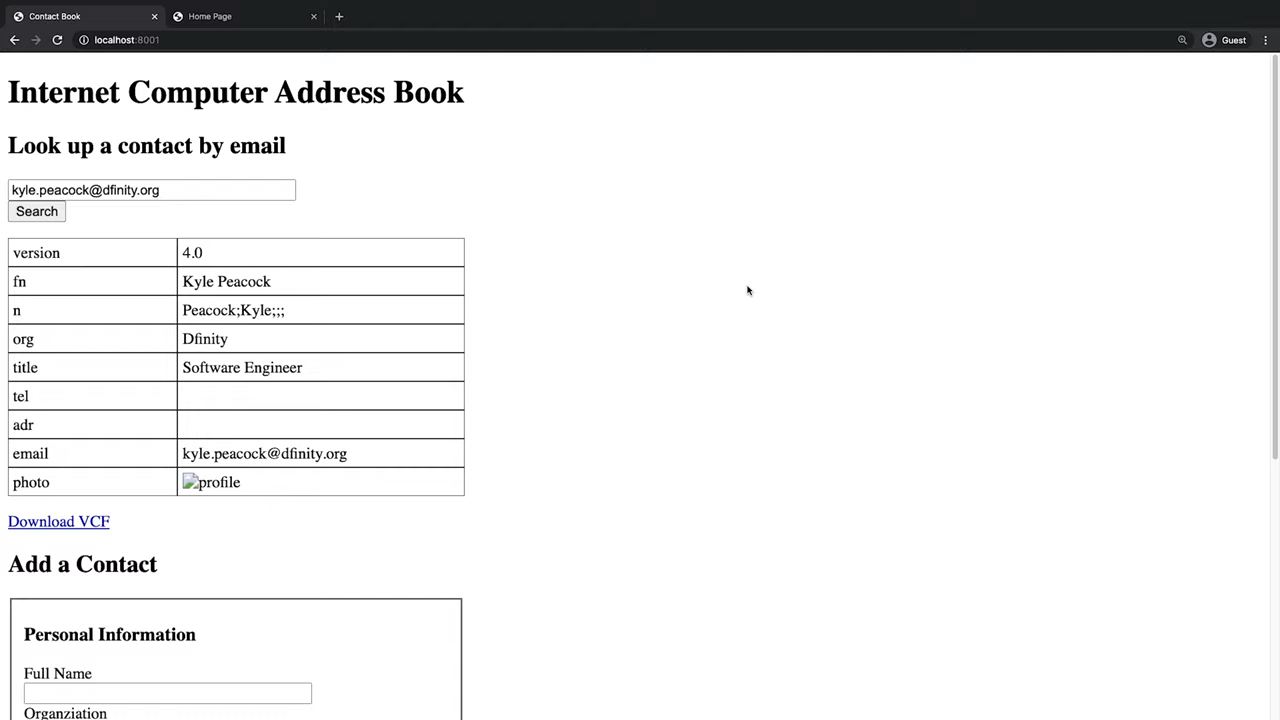 Contact Book
Home Page
localhost:8001
Guest
Internet Computer Address Book
Look up a contact by email
kyle.peacock@dfinity.org
Search
version 4.0
fn Kyle Peacock
n Peacock;Kyle;;;
org Dfinity
title Software Engineer
tel
adr
email kyle.peacock@dfinity.org
photo profile
Download VCF
Add a Contact
Personal Information
Full Name
Organziation